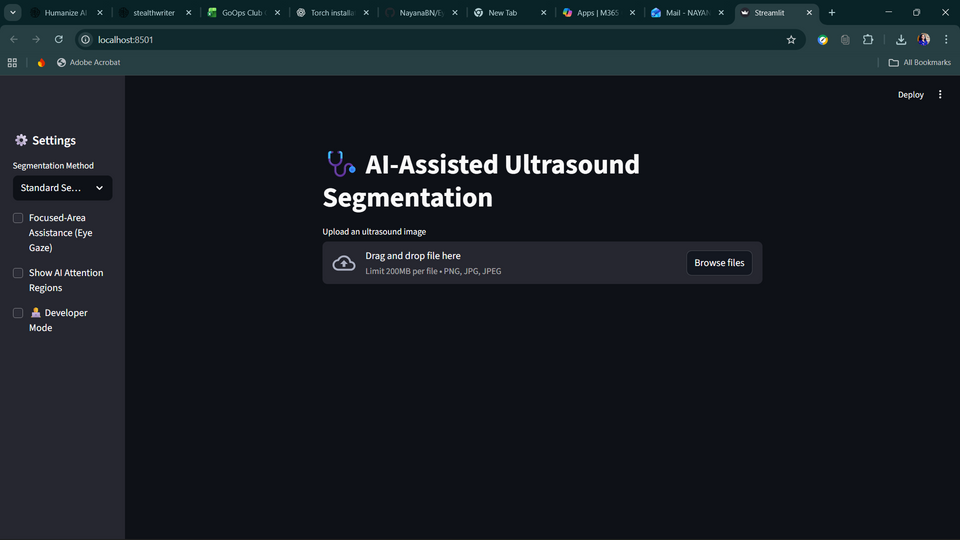 Humanize AI
stealthwriter
GoOps Club
Torch installa
NayanaBN/E
New Tab
Apps | M365
Mail - NAYAN
Streamlit
localhost:8501
Adobe Acrobat
All Bookmarks
Deploy
Settings
Segmentation Method
Standard Se...
Focused-Area
Assistance (Eye
Gaze)
Show AI Attention
Regions
Developer
Mode
AI-Assisted Ultrasound
Segmentation
Upload an ultrasound image
Drag and drop file here
Limit 200MB per file • PNG, JPG, JPEG
Browse files